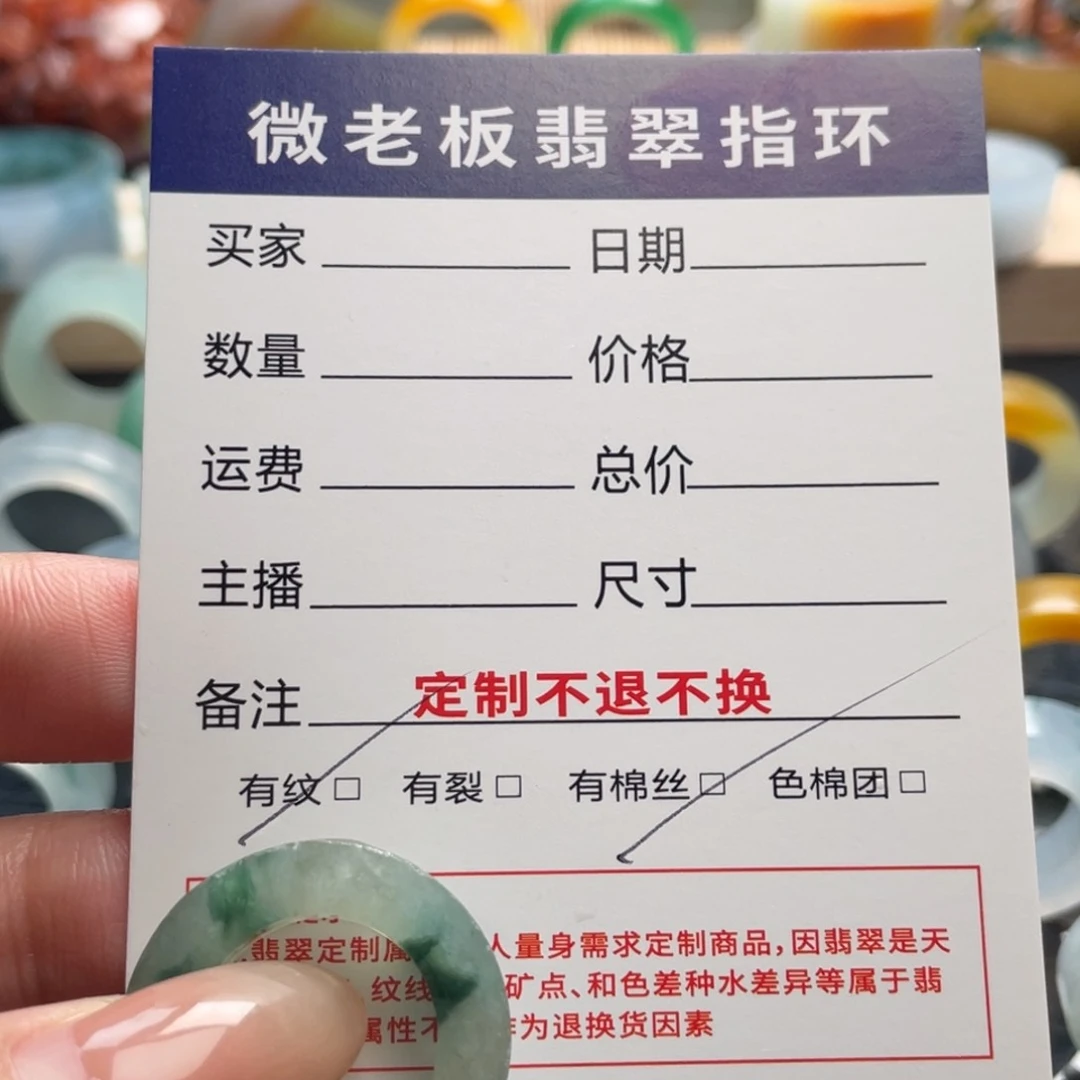 微老板翡翠指环
买家 日期
数量 价格
运费 总价
主播 尺寸
备注 定制不退不换
有纹□ 有裂□ 有棉丝□ 色棉团□
翡翠定制属 人量身需求定制商品,因翡翠是天
纹线 矿点、和色差种水差异等属于翡
属性不 为退换货因素